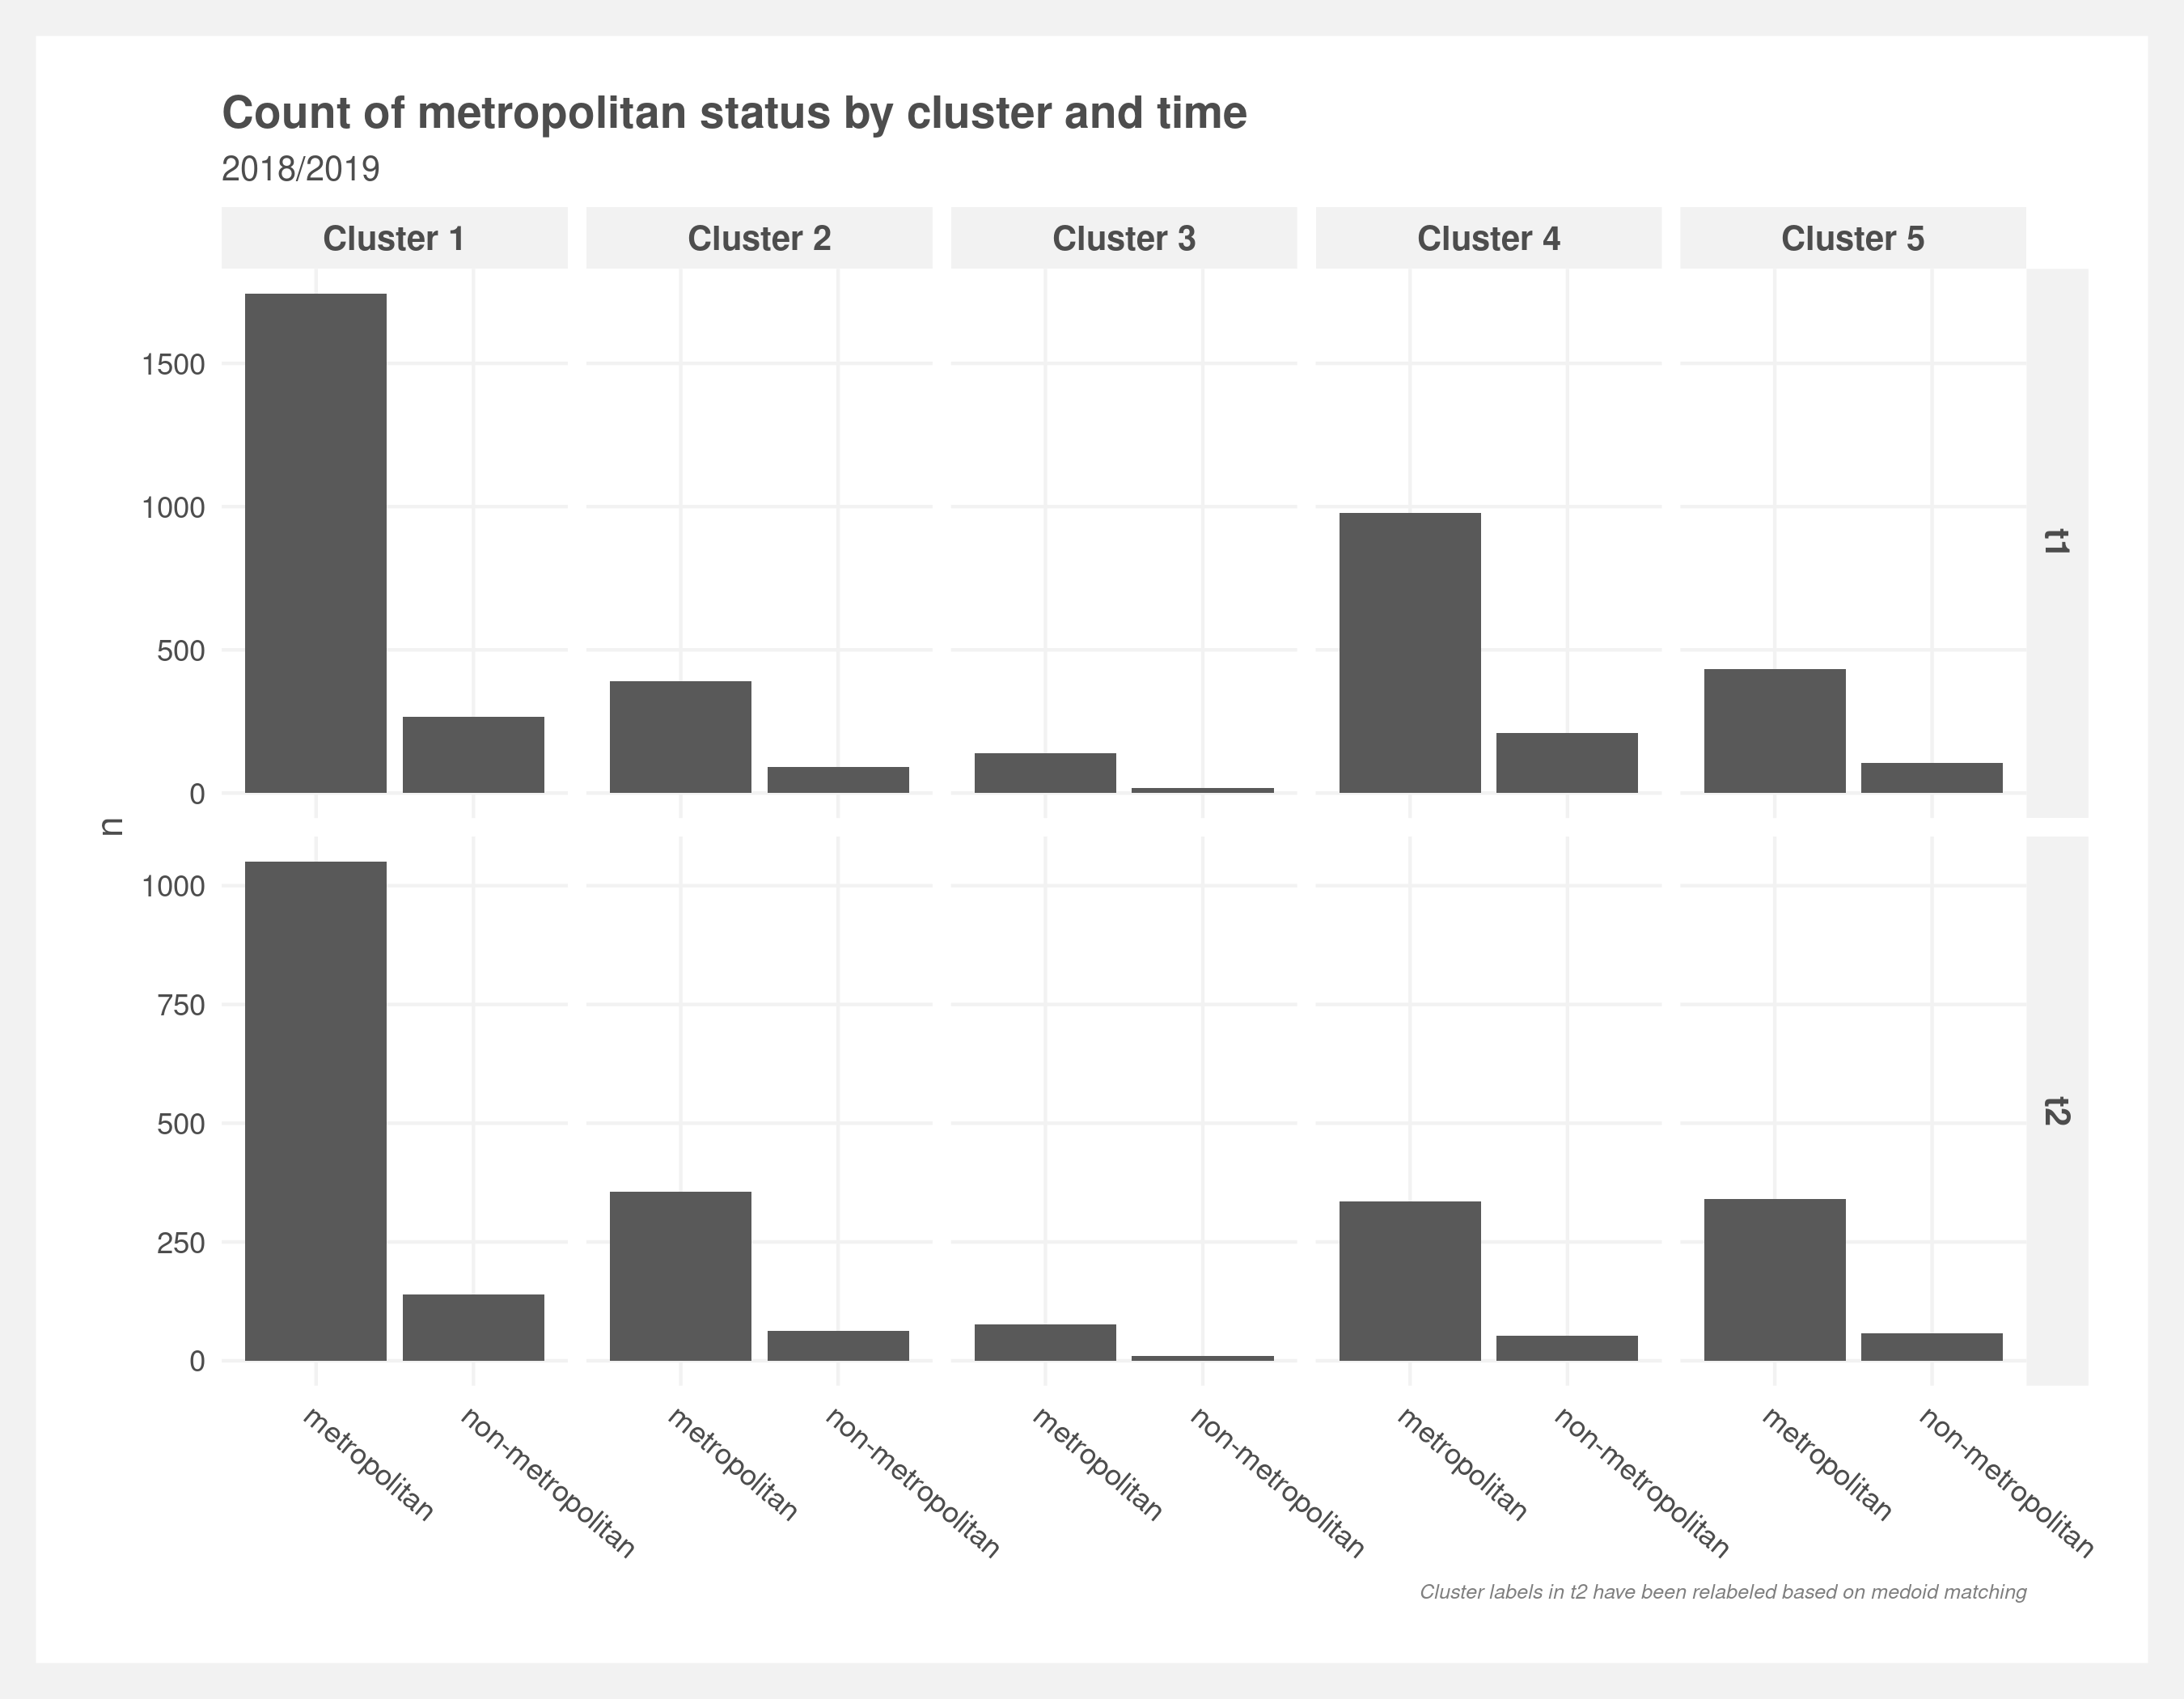 Count of metropolitan status by cluster and time
2018/2019
Cluster 1
Cluster 2
Cluster 3
Cluster 4
Cluster 5
1500
1000
500
0
t1
n
1000
750
500
250
0
t2
metropolitan
non-metropolitan
metropolitan
non-metropolitan
metropolitan
non-metropolitan
metropolitan
non-metropolitan
metropolitan
non-metropolitan
Cluster labels in t2 have been relabeled based on medoid matching